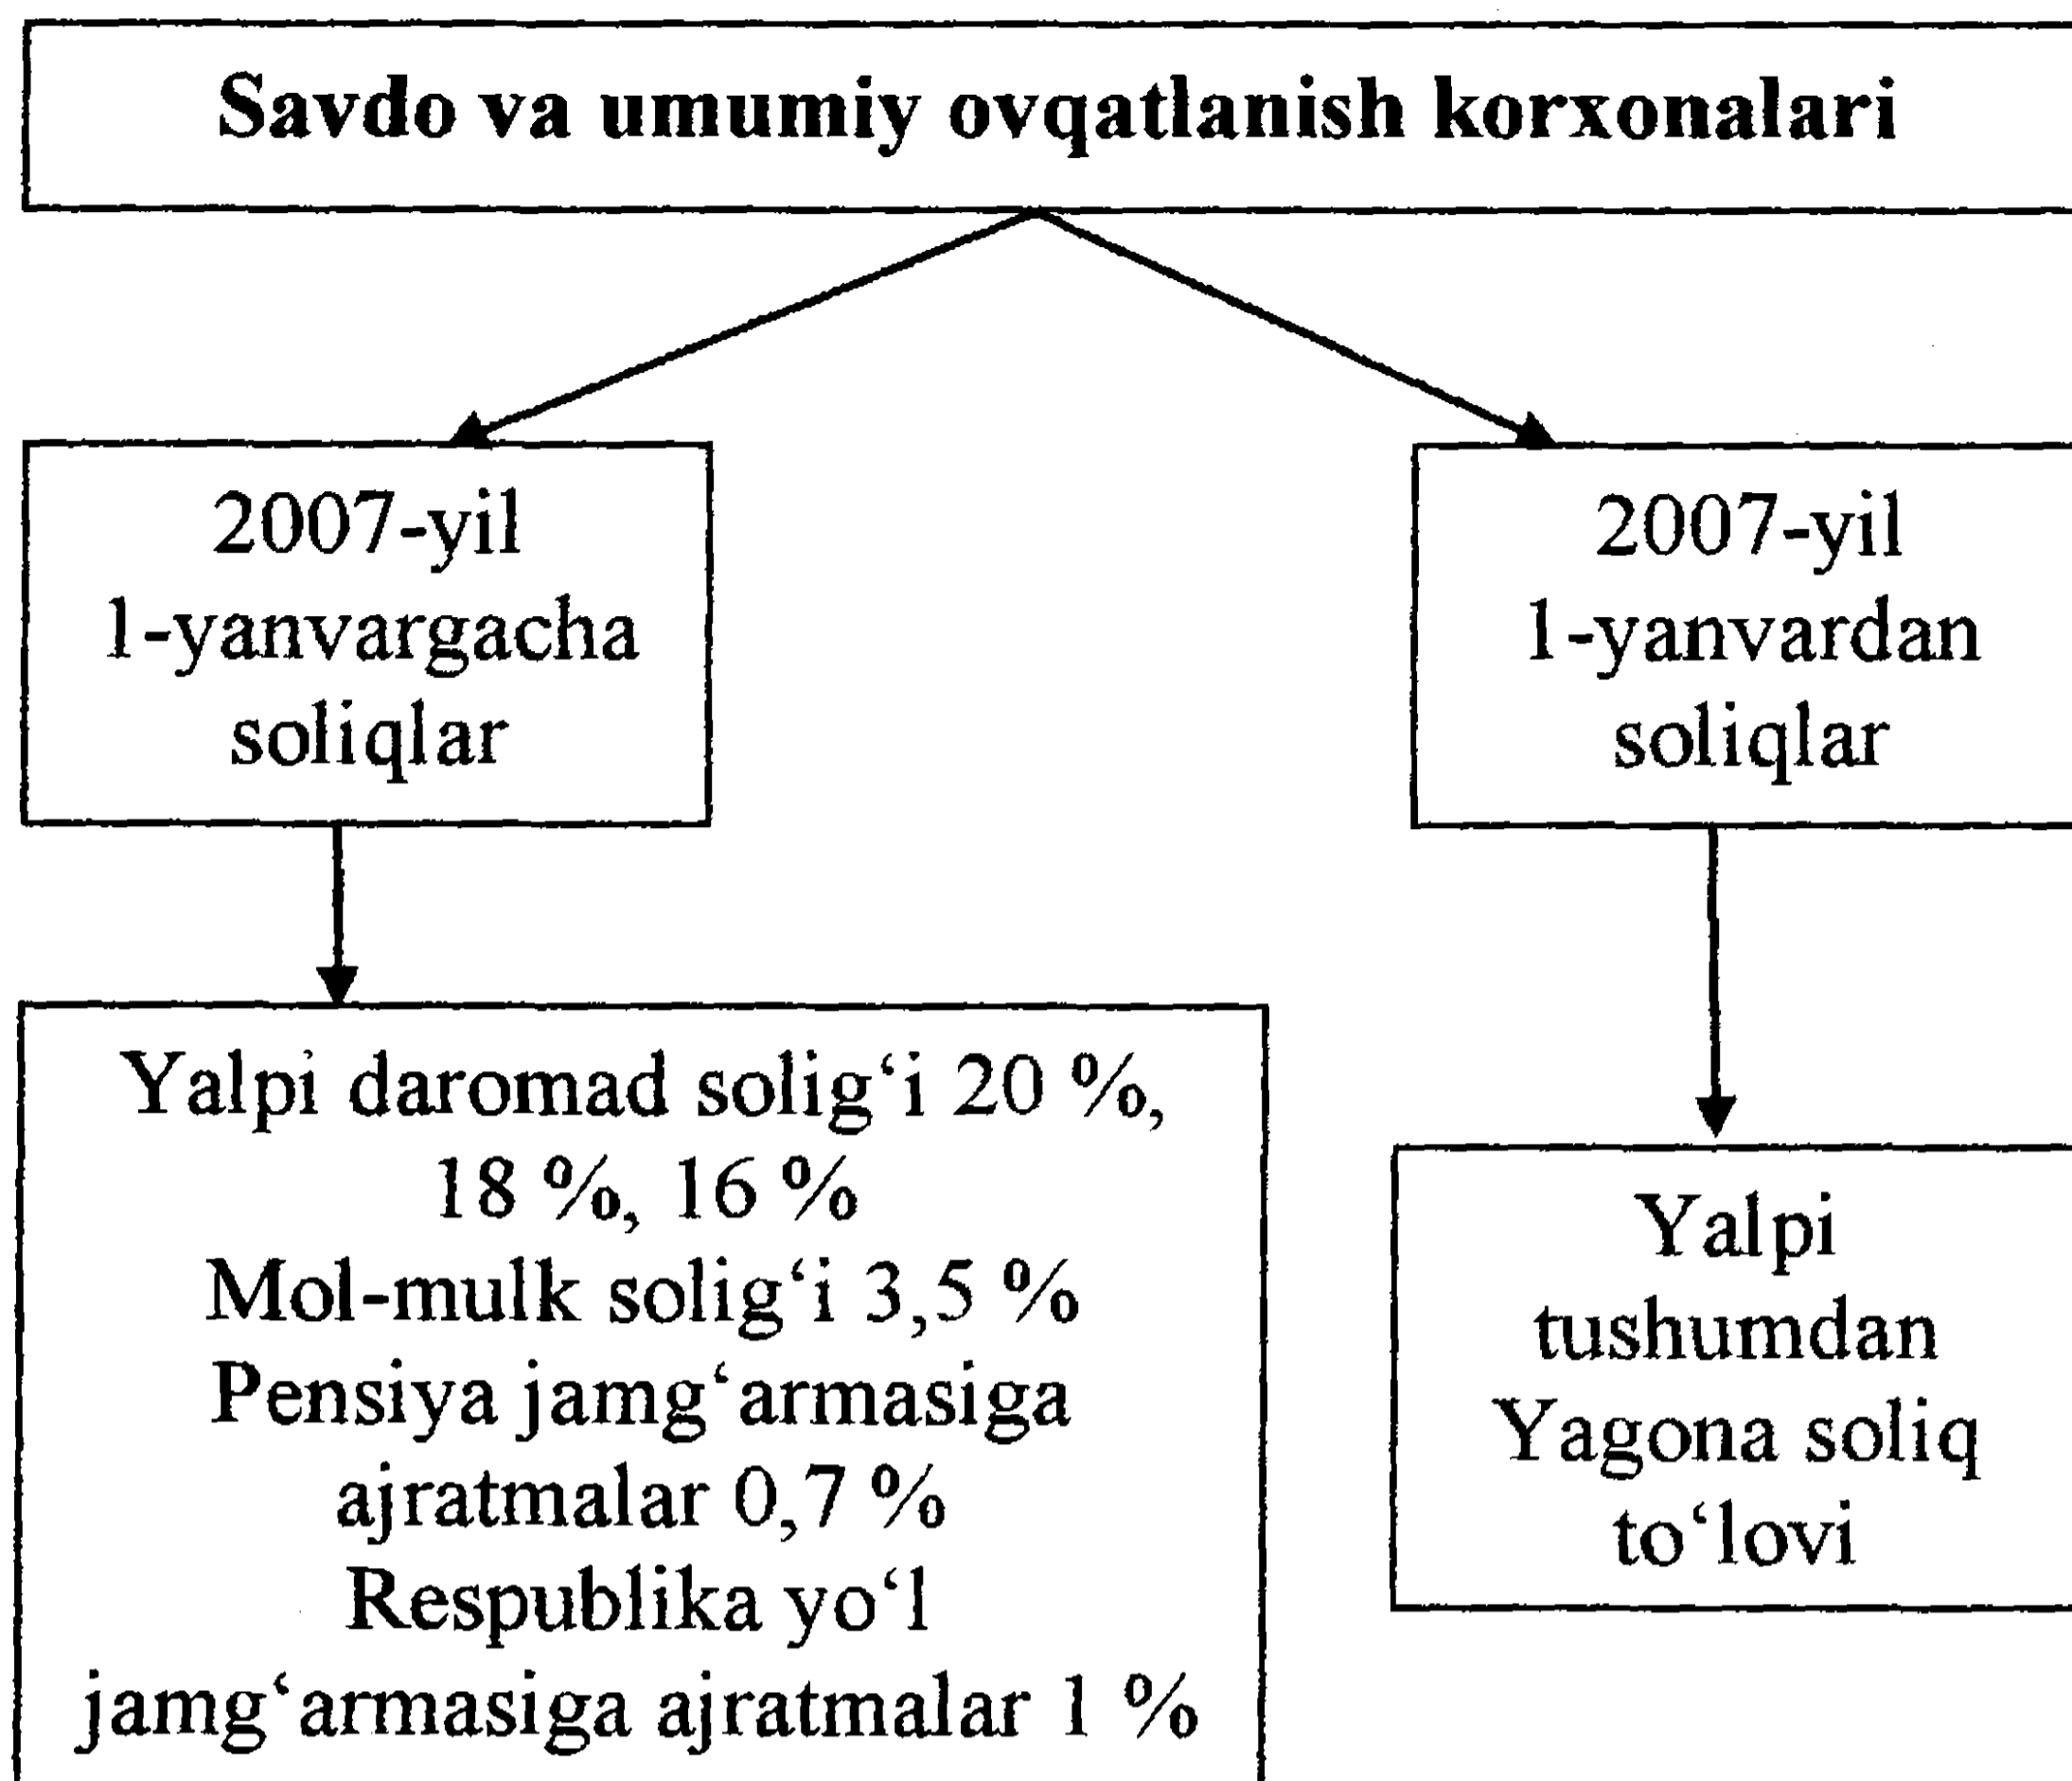 Savdo va umumiy ovqatlanish korxonalari
2007-yil
1-yanvargacha
soliqlar
2007-yil
1-yanvardan
soliqlar
Yalpi daromad solig‘i 20 %,
18 %, 16 %
Mol-mulk solig‘i 3,5 %
Pensiya jamg‘armasiga
ajratmalar 0,7 %
Respublika yo‘l
jamg‘armasiga ajratmalar 1 %
Yalpi
tushumdan
Yagona soliq
to‘lovi